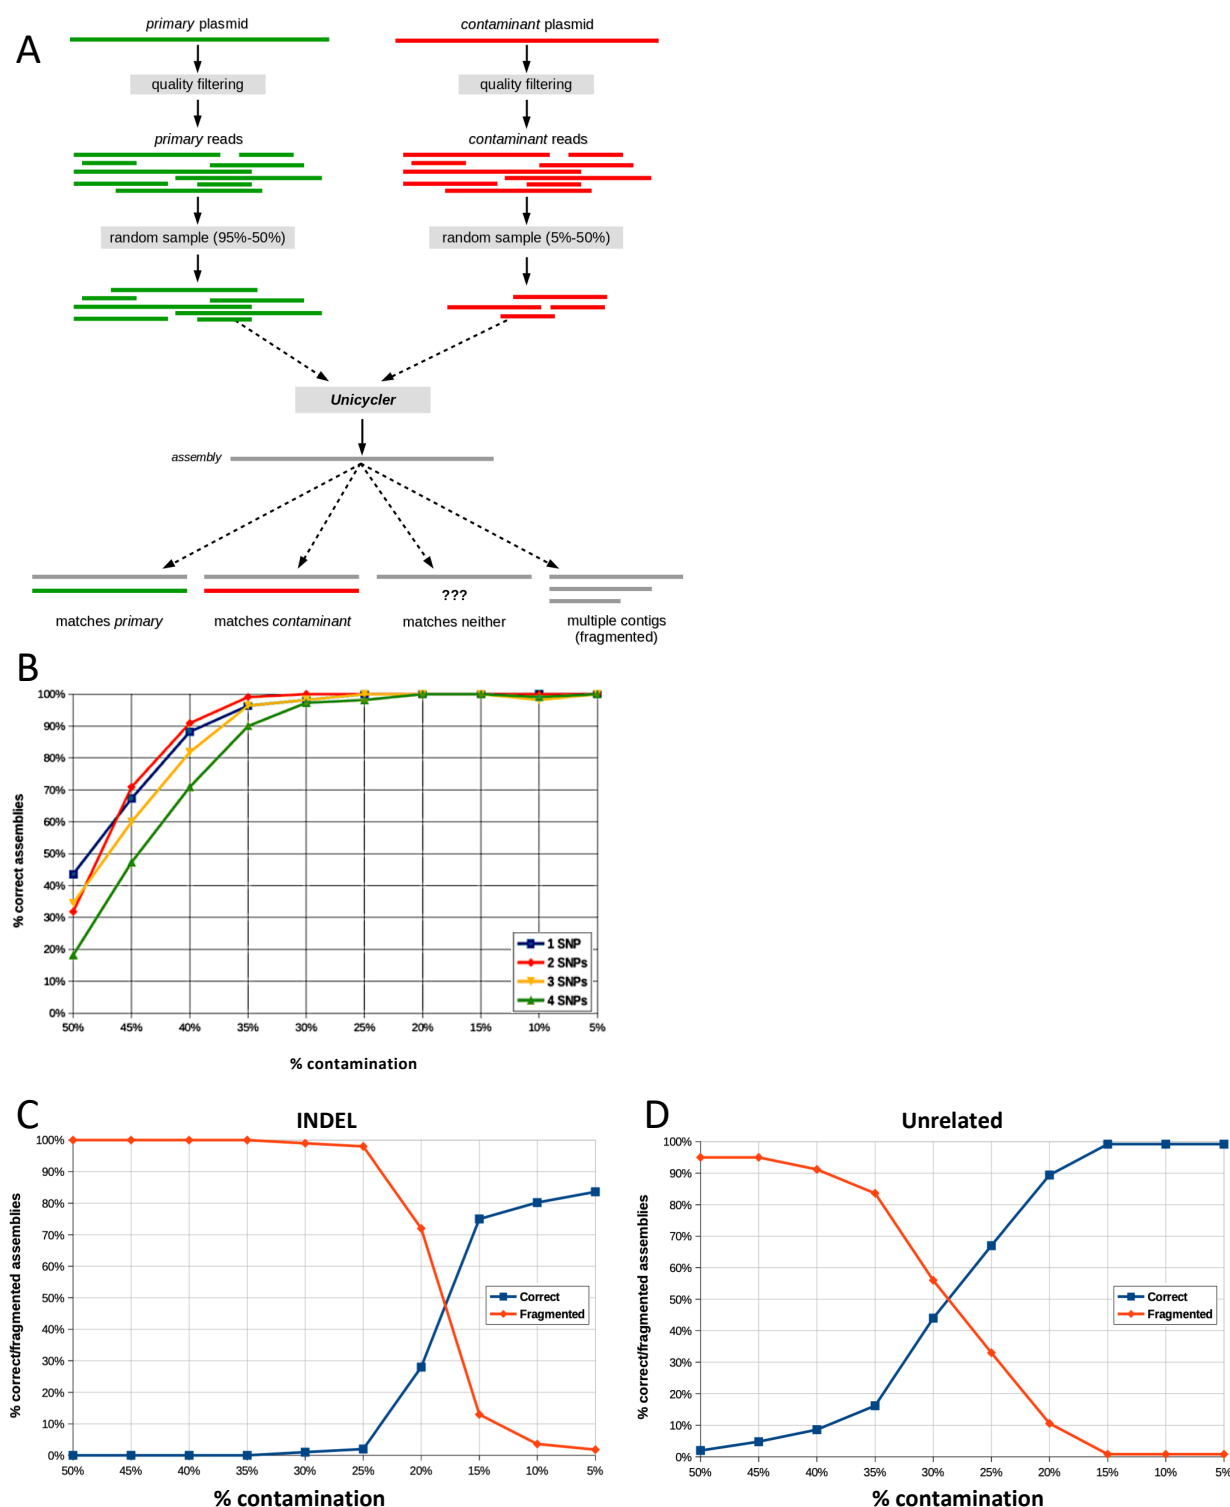 A
primary plasmid
contaminant plasmid
quality filtering
quality filtering
primary reads
contaminant reads
random sample (95%-50%)
random sample (5%-50%)
Unicycler
assembly
???
matches primary
matches contaminant
matches neither
multiple contigs
(fragmented)
B
% correct assemblies
100%
90%
80%
70%
60%
50%
40%
30%
20%
10%
0%
1 SNP
2 SNPs
3 SNPs
4 SNPs
50% 45% 40% 35% 30% 25% 20% 15% 10% 5%
% contamination
C
INDEL
% correct/fragmented assemblies
100%
90%
80%
70%
60%
50%
40%
30%
20%
10%
0%
Correct
Fragmented
50% 45% 40% 35% 30% 25% 20% 15% 10% 5%
% contamination
D
Unrelated
% correct/fragmented assemblies
100%
90%
80%
70%
60%
50%
40%
30%
20%
10%
0%
Correct
Fragmented
50% 45% 40% 35% 30% 25% 20% 15% 10% 5%
% contamination